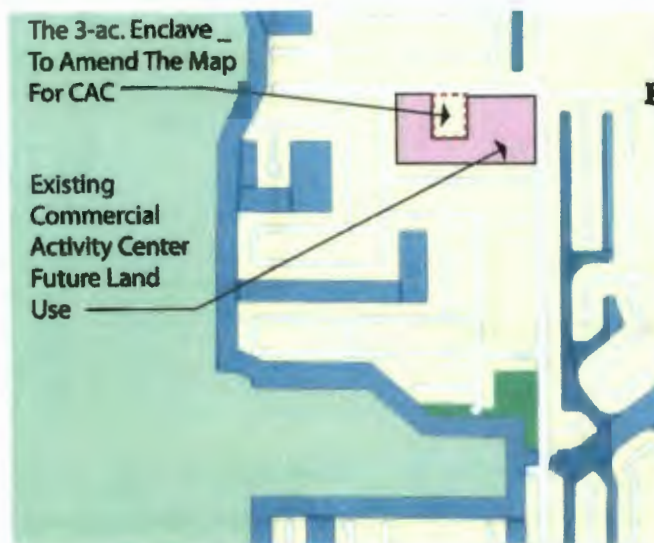 The 3-ac. Enclave _
To Amend The Map
For CAC
Existing
Commercial
Activity Center
Future Land
Use